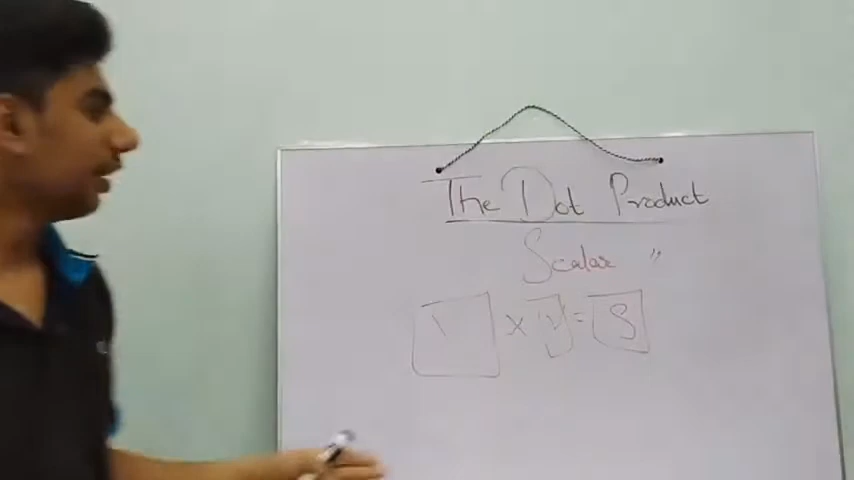 The Dot Product
Scalar "
V × V = S